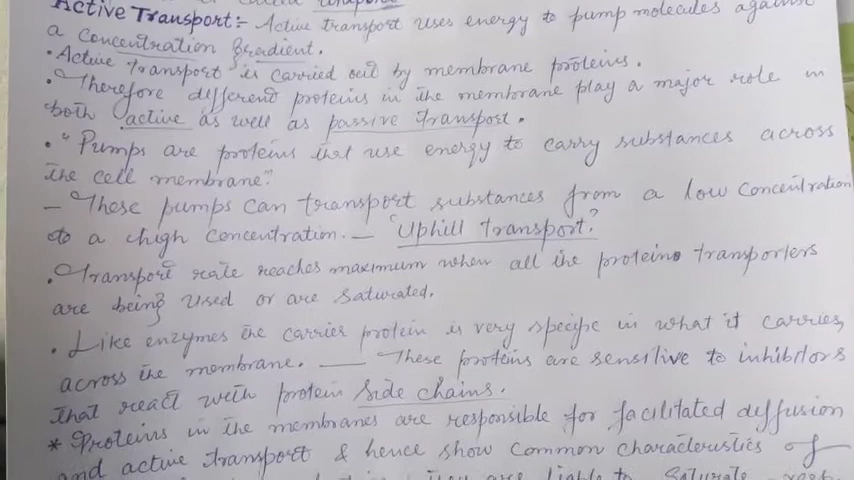 Active Transport:- Active transport uses energy to pump molecules against
a concentration gradient.
• Active Transport is carried out by membrane proteins.
• Therefore different proteins in the membrane play a major role in
both active as well as passive transport.
• "Pumps are proteins that use energy to carry substances across
the cell membrane."
- These pumps can transport substances from a low concentration
to a high concentration. — 'Uphill transport.'
• Transport rate reaches maximum when all the protein transporters
are being used or are saturated.
• Like enzymes the carrier protein is very specific in what it carries,
across the membrane. —— These proteins are sensitive to inhibitors
that react with protein side chains.
* Proteins in the membranes are responsible for facilitated diffusion
and active transport & hence show common characteristics of
they are liable to saturate